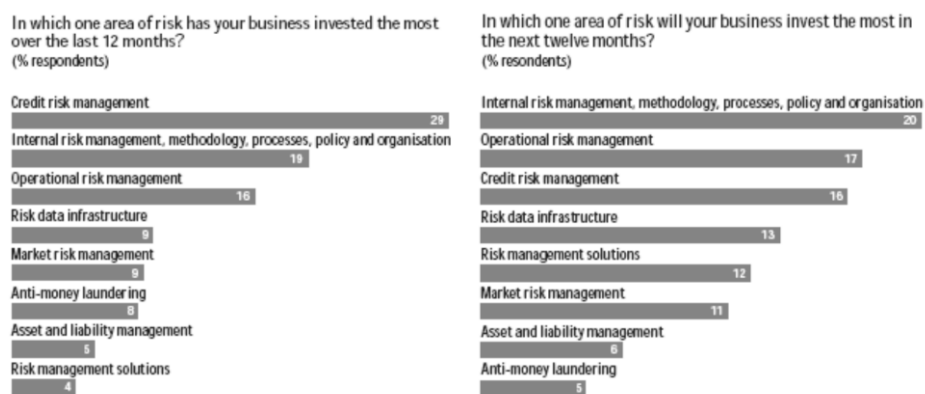 In which one area of risk has your business invested the most
over the last 12 months?
(% respondents)
Credit risk management
29
Internal risk management, methodology, processes, policy and organisation
19
Operational risk management
16
Risk data infrastructure
9
Market risk management
9
Anti-money laundering
8
Asset and liability management
5
Risk management solutions
4
In which one area of risk will your business invest the most in
the next twelve months?
(% resondents)
Internal risk management, methodology, processes, policy and organisation
20
Operational risk management
17
Credit risk management
16
Risk data infrastructure
13
Risk management solutions
12
Market risk management
11
Asset and liability management
6
Anti-money laundering
5